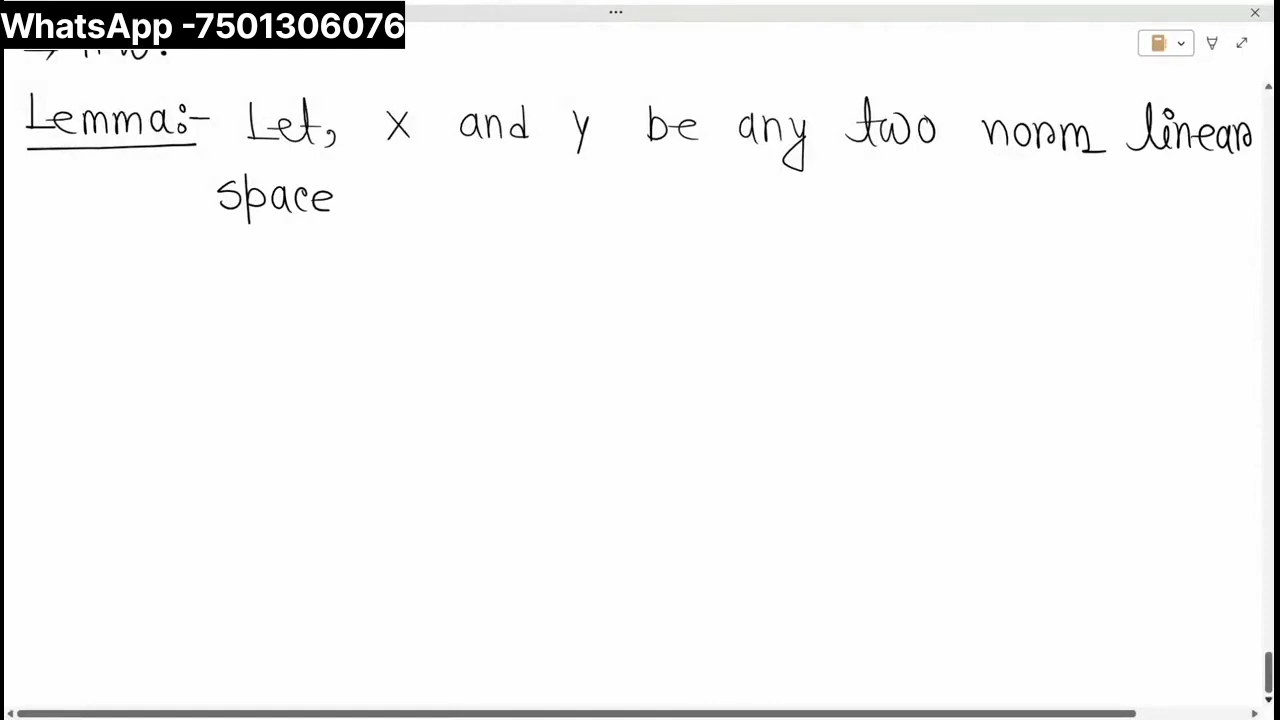 WhatsApp -7501306076
Lemma:- Let, X and Y be any two norm linear
space